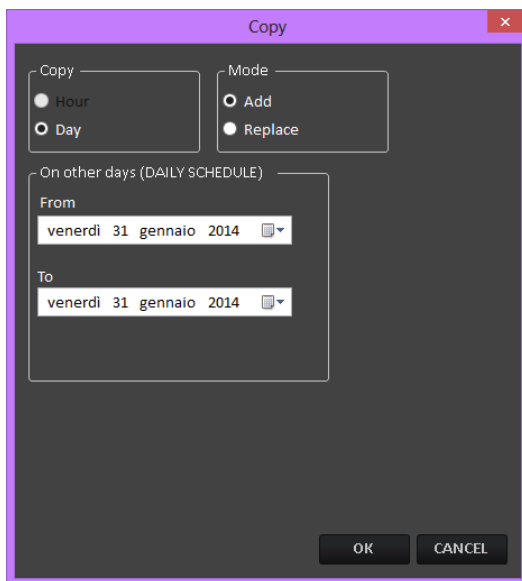 Copy
×
Copy
Hour
Day
Mode
Add
Replace
On other days (DAILY SCHEDULE)
From
venerdì 31 gennaio 2014
To
venerdì 31 gennaio 2014
OK
CANCEL